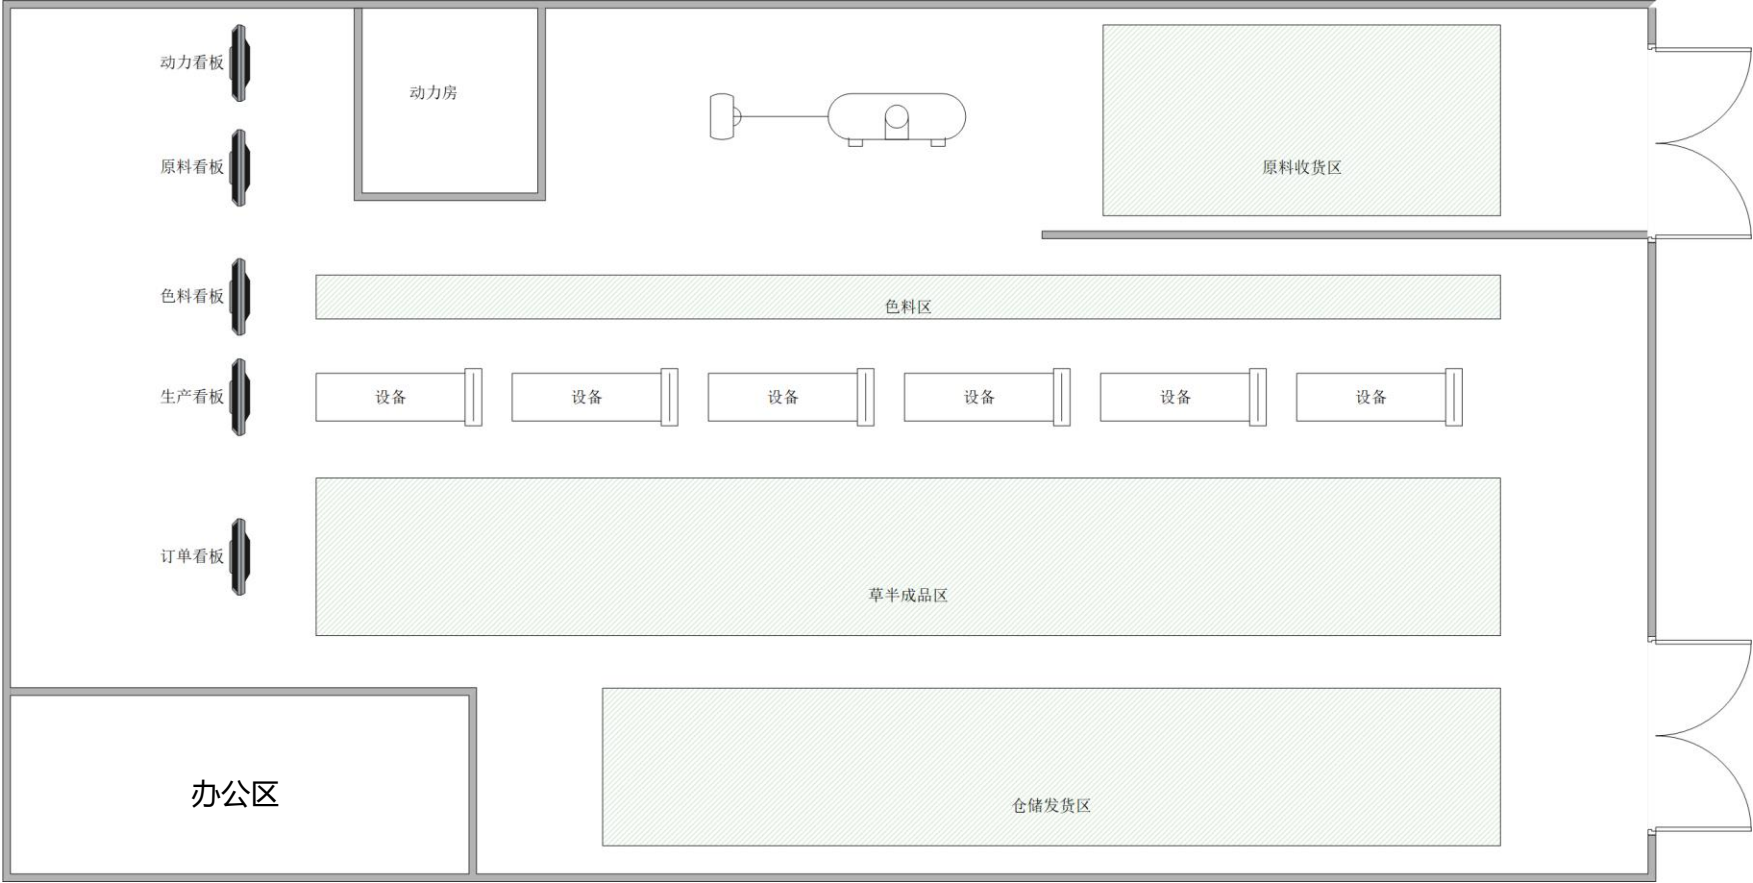 动力看板
动力房
原料看板
原料收货区
色料看板
色料区
生产看板
设备
设备
设备
设备
设备
设备
订单看板
草半成品区
办公区
仓储发货区